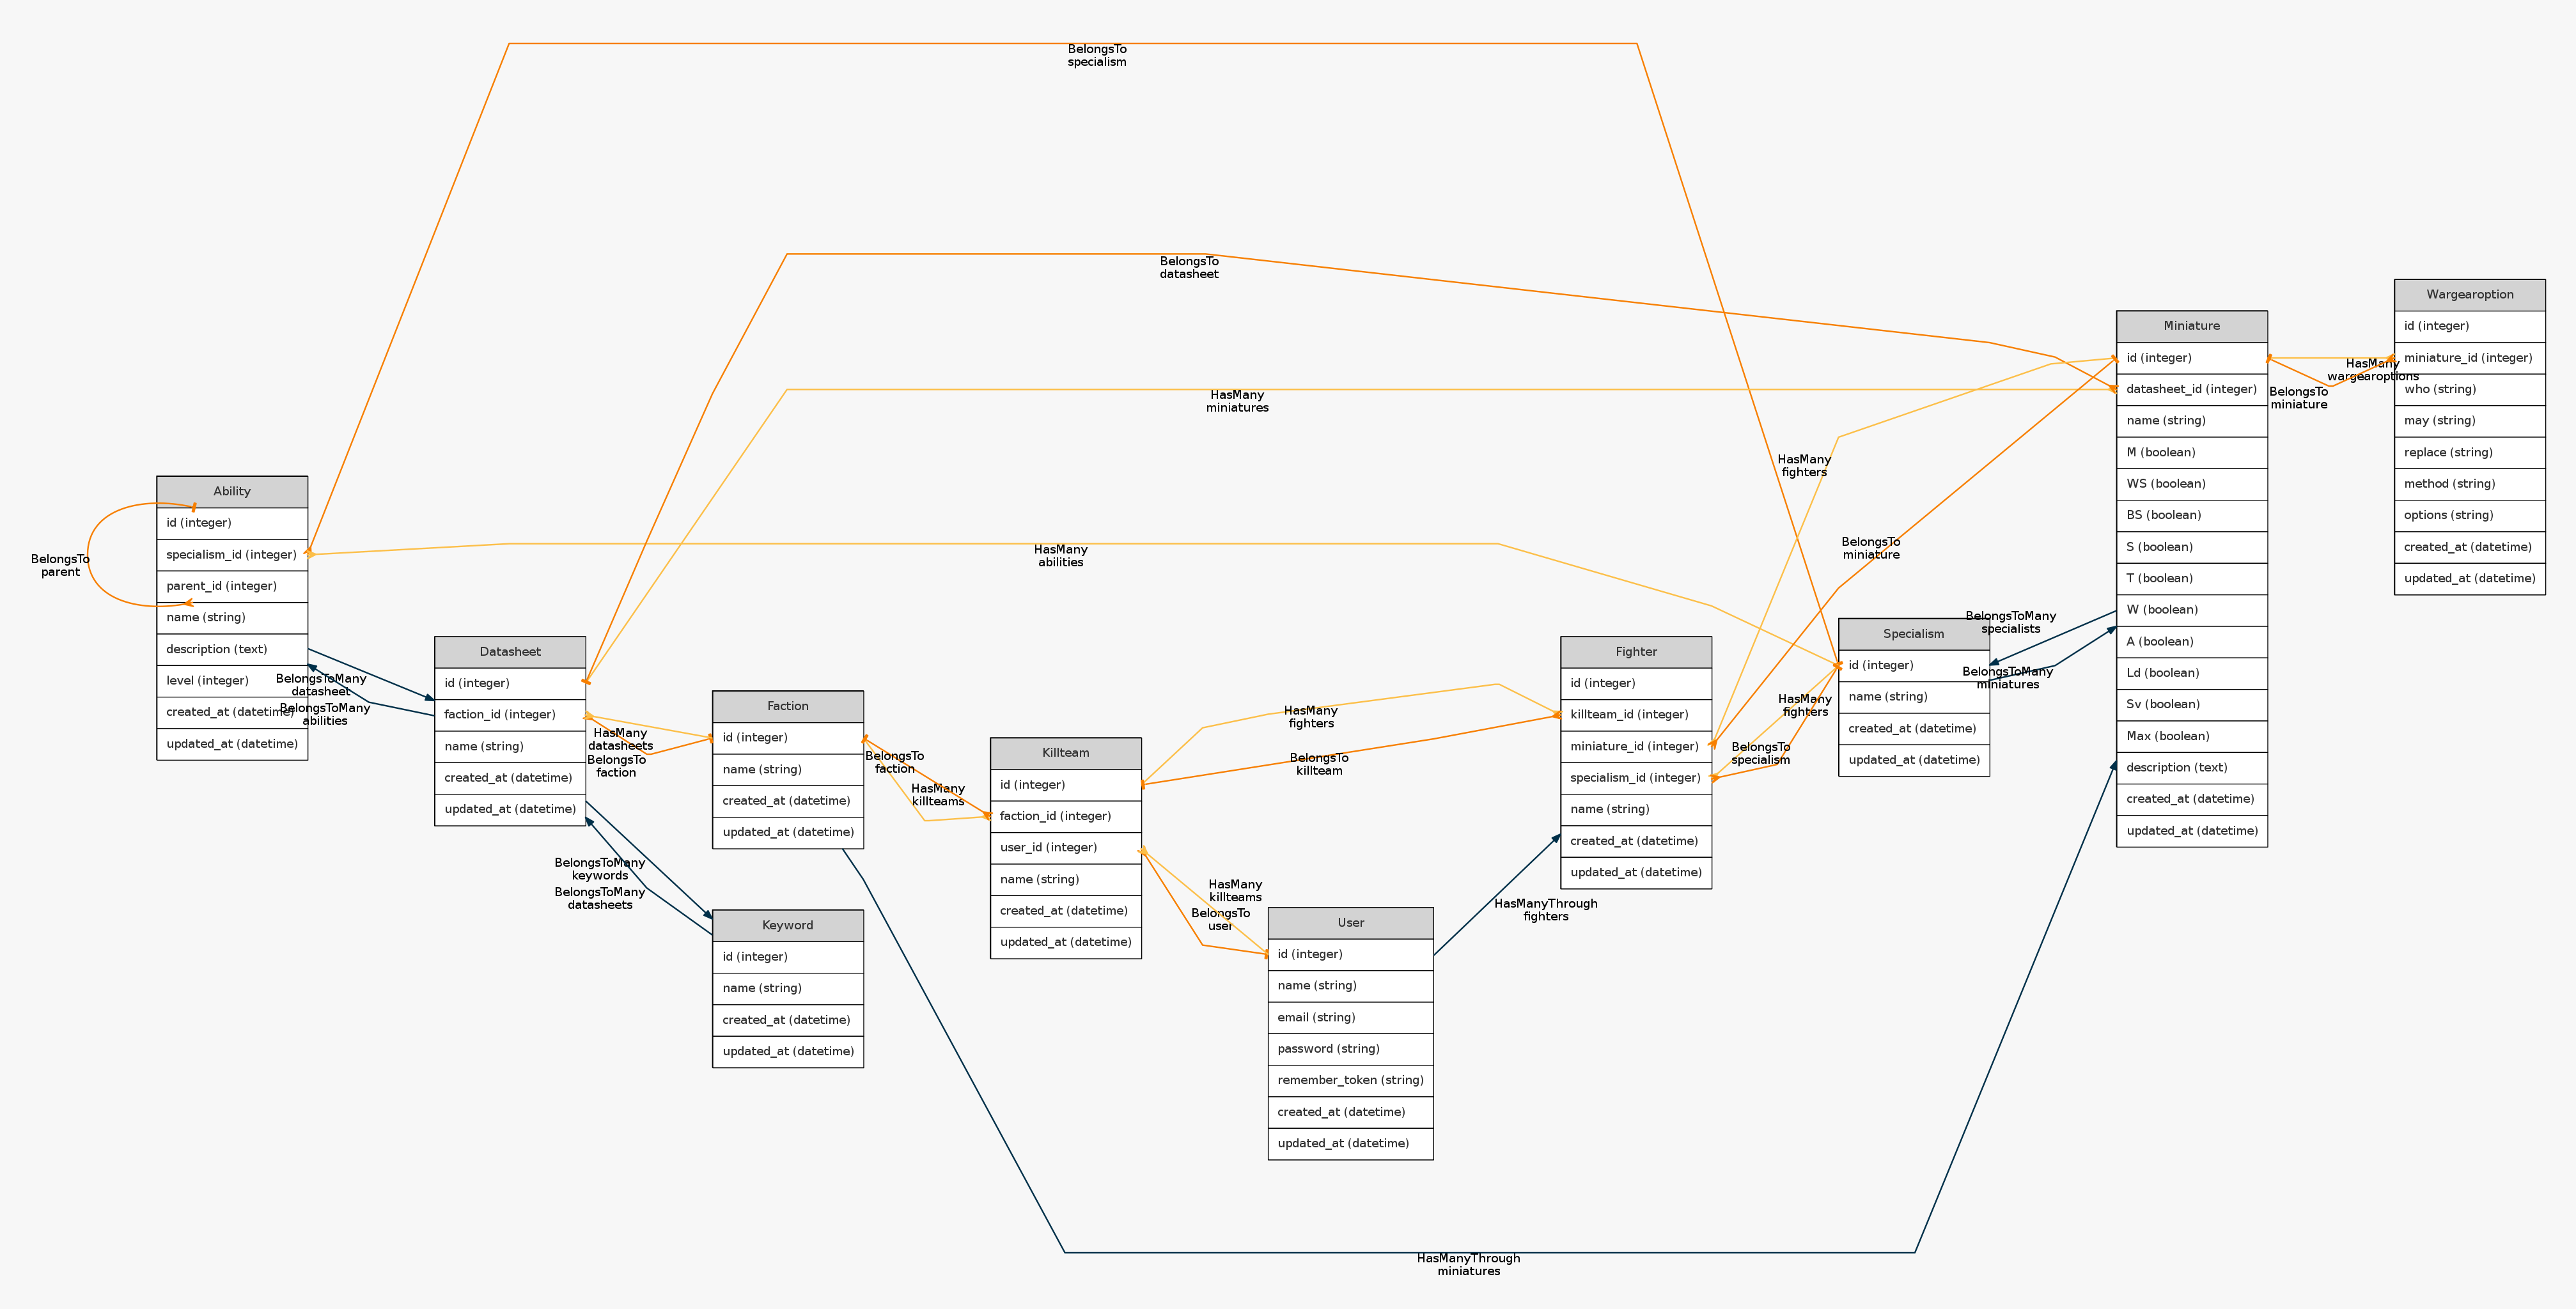 BelongsTo
specialism
BelongsTo
datasheet
HasMany
miniatures
HasMany
abilities
BelongsTo
parent
Ability
id (integer)
specialism_id (integer)
parent_id (integer)
name (string)
description (text)
level (integer)
created_at (datetime)
updated_at (datetime)
BelongsToMany
datasheet
BelongsToMany
abilities
Datasheet
id (integer)
faction_id (integer)
name (string)
created_at (datetime)
updated_at (datetime)
HasMany
datasheets
BelongsTo
faction
BelongsToMany
keywords
BelongsToMany
datasheets
Faction
id (integer)
name (string)
created_at (datetime)
updated_at (datetime)
Keyword
id (integer)
name (string)
created_at (datetime)
updated_at (datetime)
BelongsTo
faction
HasMany
killteams
Killteam
id (integer)
faction_id (integer)
user_id (integer)
name (string)
created_at (datetime)
updated_at (datetime)
HasMany
fighters
BelongsTo
killteam
HasMany
killteams
BelongsTo
user
User
id (integer)
name (string)
email (string)
password (string)
remember_token (string)
created_at (datetime)
updated_at (datetime)
HasManyThrough
fighters
Fighter
id (integer)
killteam_id (integer)
miniature_id (integer)
specialism_id (integer)
name (string)
created_at (datetime)
updated_at (datetime)
HasMany
fighters
BelongsTo
miniature
HasMany
fighters
BelongsTo
specialism
Specialism
id (integer)
name (string)
created_at (datetime)
updated_at (datetime)
BelongsToMany
specialists
BelongsToMany
miniatures
Miniature
id (integer)
datasheet_id (integer)
name (string)
M (boolean)
WS (boolean)
BS (boolean)
S (boolean)
T (boolean)
W (boolean)
A (boolean)
Ld (boolean)
Sv (boolean)
Max (boolean)
description (text)
created_at (datetime)
updated_at (datetime)
HasMany
wargearoptions
BelongsTo
miniature
Wargearoption
id (integer)
miniature_id (integer)
who (string)
may (string)
replace (string)
method (string)
options (string)
created_at (datetime)
updated_at (datetime)
HasManyThrough
miniatures